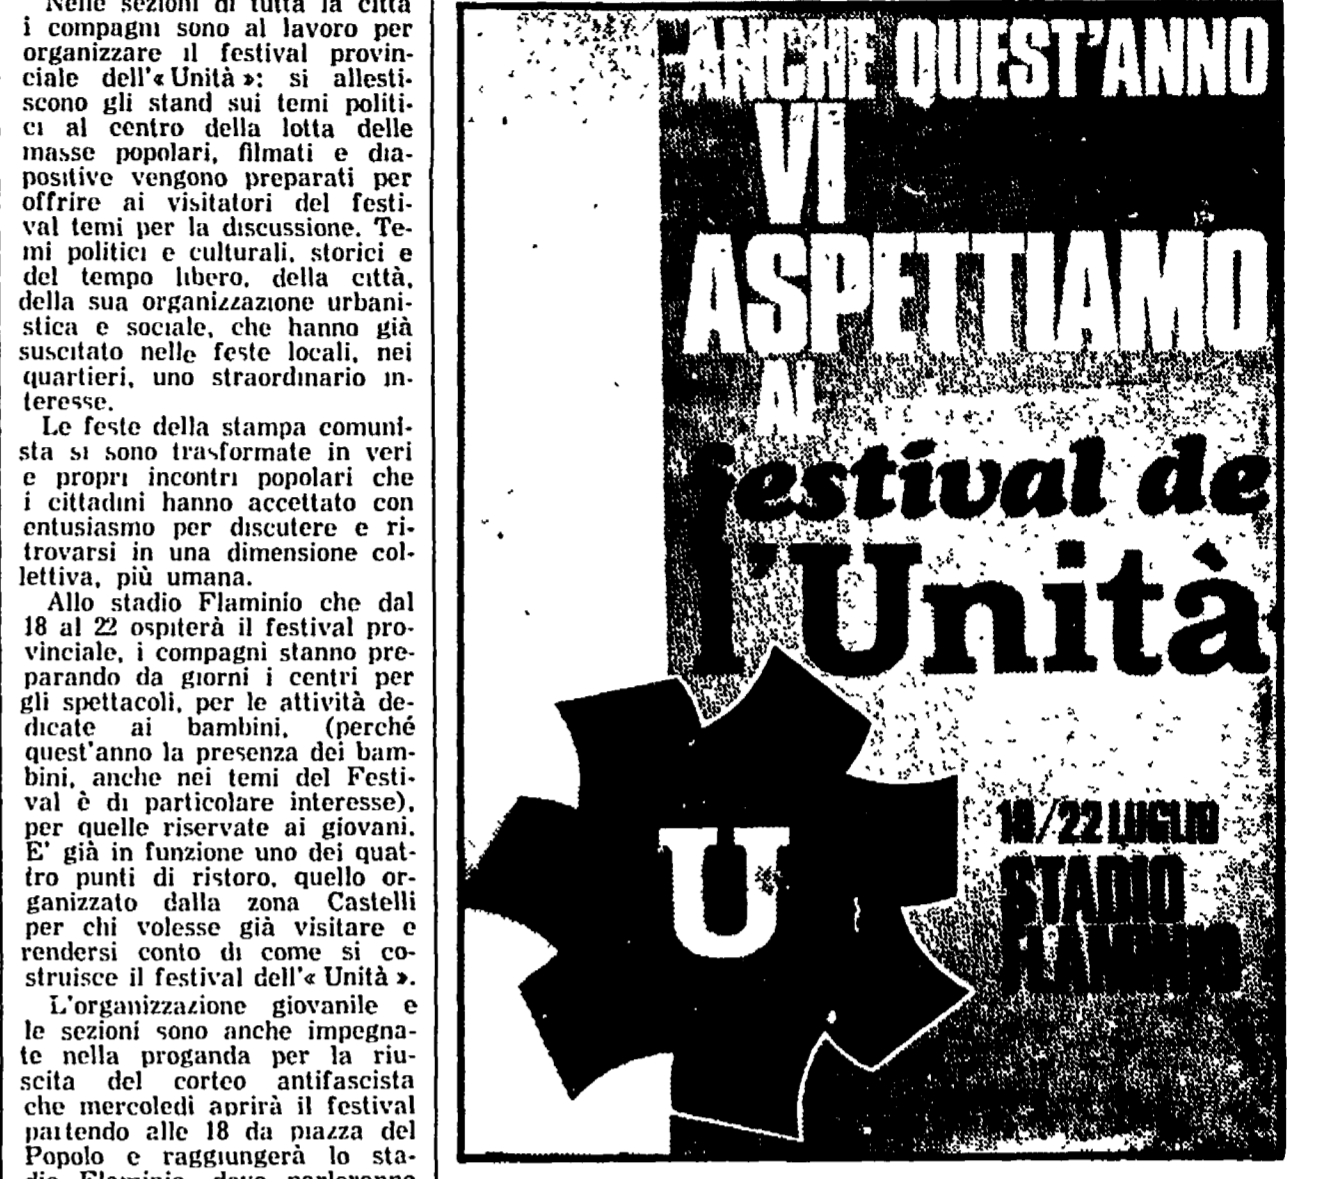 Nelle sezioni di tutta la città
i compagni sono al lavoro per
organizzare il festival provin-
ciale dell'« Unità »: si allesti-
scono gli stand sui temi politi-
ci al centro della lotta delle
masse popolari, filmati e dia-
positive vengono preparati per
offrire ai visitatori del festi-
val temi per la discussione. Te-
mi politici e culturali, storici e
del tempo libero, della città,
della sua organizzazione urbani-
stica e sociale, che hanno già
suscitato nelle feste locali, nei
quartieri, uno straordinario in-
teresse.
Le feste della stampa comuni-
sta si sono trasformate in veri
e propri incontri popolari che
i cittadini hanno accettato con
entusiasmo per discutere e ri-
trovarsi in una dimensione col-
lettiva, più umana.
Allo stadio Flaminio che dal
18 al 22 ospiterà il festival pro-
vinciale, i compagni stanno pre-
parando da giorni i centri per
gli spettacoli, per le attività de-
dicate ai bambini, (perché
quest'anno la presenza dei bam-
bini, anche nei temi del Festi-
val è di particolare interesse),
per quelle riservate ai giovani.
E' già in funzione uno dei quat-
tro punti di ristoro, quello or-
ganizzato dalla zona Castelli
per chi volesse già visitare e
rendersi conto di come si co-
struisce il festival dell'« Unità ».
L'organizzazione giovanile e
le sezioni sono anche impegna-
te nella proganda per la riu-
scita del corteo antifascista
che mercoledì aprirà il festival
partendo alle 18 da piazza del
Popolo e raggiungerà lo sta-
dio Flaminio, dove parleranno
ANCHE QUEST'ANNO
VI
ASPETTIAMO
AL
festival de
l'Unità
U
18/22 LUGLIO
STADIO
FLAMINIO